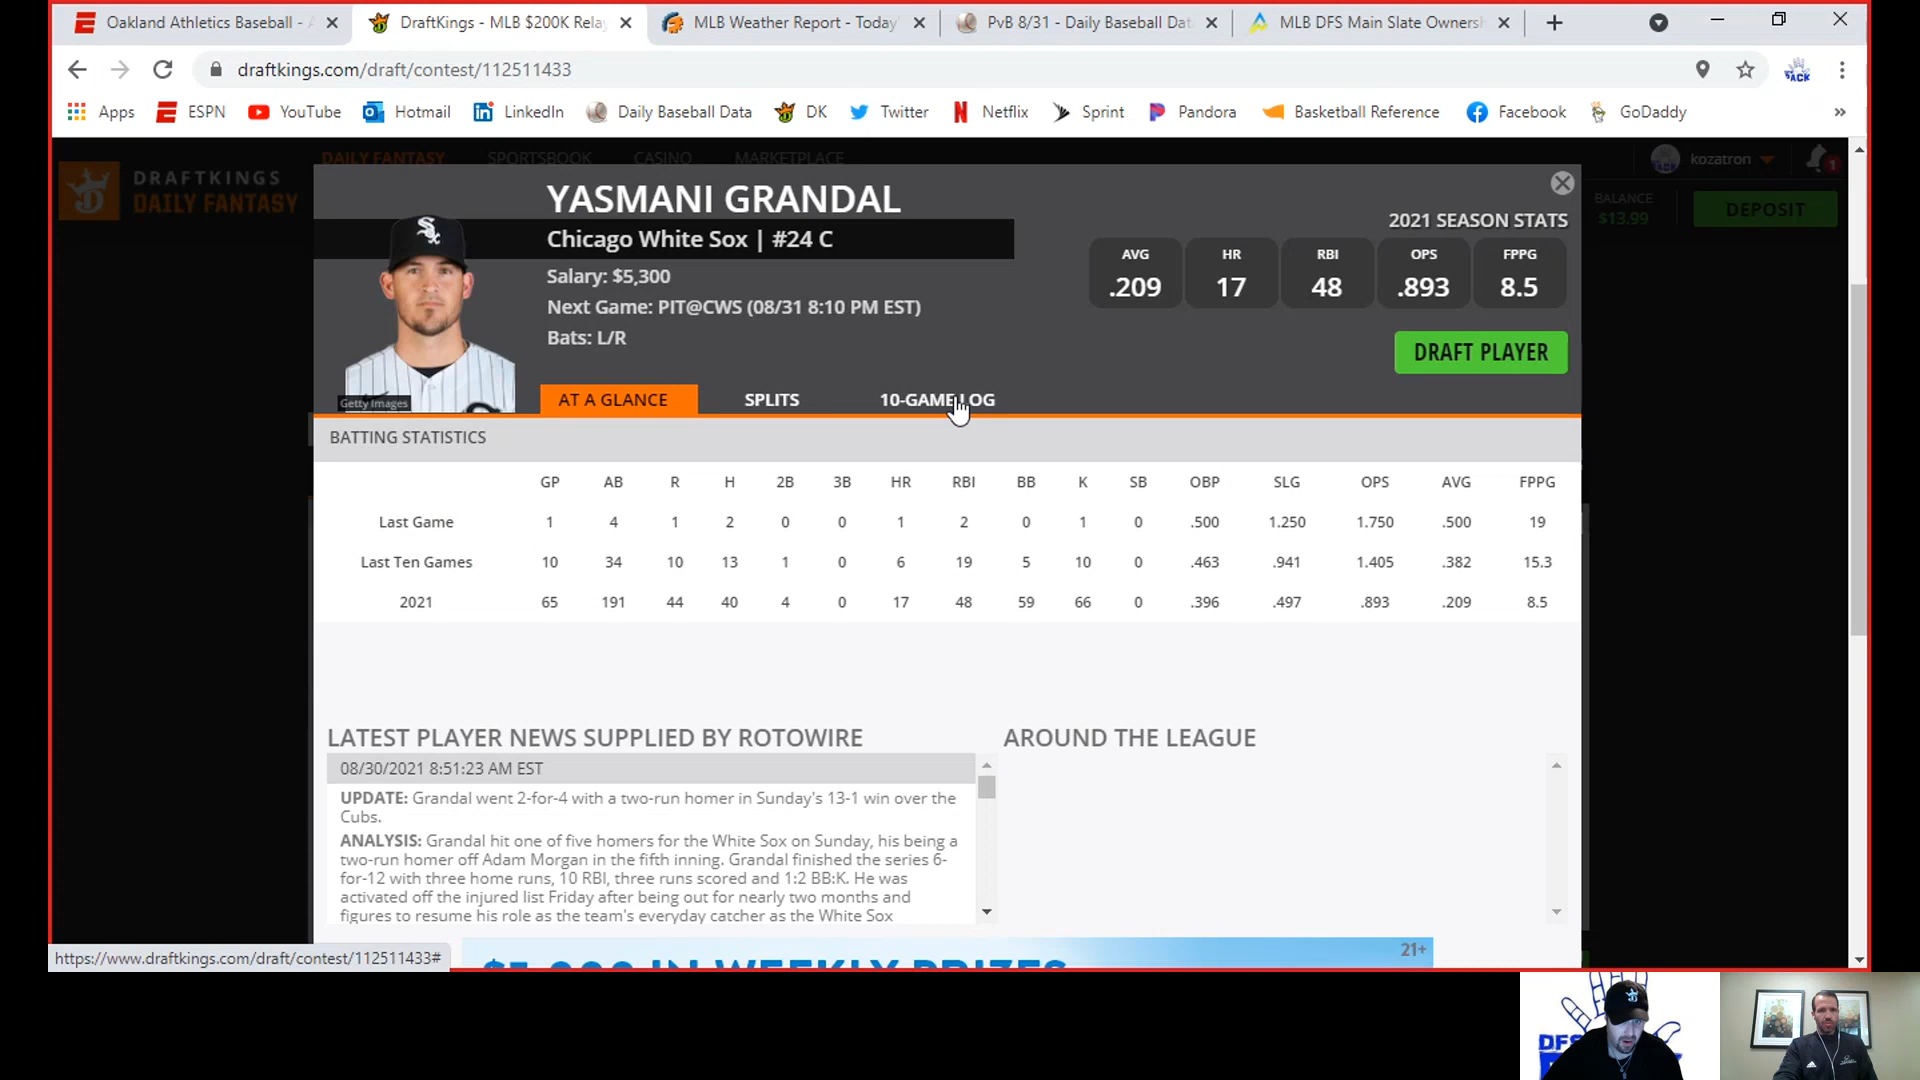 Oakland Athletics Baseball -
DraftKings - MLB $200K Relay
MLB Weather Report - Today'
PvB 8/31 - Daily Baseball Dat
MLB DFS Main Slate Ownersh
draftkings.com/draft/contest/112511433
Apps ESPN YouTube Hotmail LinkedIn Daily Baseball Data DK Twitter Netflix Sprint Pandora Basketball Reference Facebook GoDaddy »
DAILY FANTASY SPORTSBOOK CASINO MARKETPLACE
kozatron
1
DRAFTKINGS
DAILY FANTASY
BALANCE
$13.99
DEPOSIT
YASMANI GRANDAL
Chicago White Sox | #24 C
Salary: $5,300
Next Game: PIT@CWS (08/31 8:10 PM EST)
Bats: L/R
2021 SEASON STATS
AVG HR RBI OPS FPPG
.209 17 48 .893 8.5
DRAFT PLAYER
Getty Images
AT A GLANCE SPLITS 10-GAME LOG
BATTING STATISTICS
GP AB R H 2B 3B HR RBI BB K SB OBP SLG OPS AVG FPPG
Last Game 1 4 1 2 0 0 1 2 0 1 0 .500 1.250 1.750 .500 19
Last Ten Games 10 34 10 13 1 0 6 19 5 10 0 .463 .941 1.405 .382 15.3
2021 65 191 44 40 4 0 17 48 59 66 0 .396 .497 .893 .209 8.5
LATEST PLAYER NEWS SUPPLIED BY ROTOWIRE
AROUND THE LEAGUE
08/30/2021 8:51:23 AM EST
UPDATE: Grandal went 2-for-4 with a two-run homer in Sunday's 13-1 win over the
Cubs.
ANALYSIS: Grandal hit one of five homers for the White Sox on Sunday, his being a
two-run homer off Adam Morgan in the fifth inning. Grandal finished the series 6-
for-12 with three home runs, 10 RBI, three runs scored and 1:2 BB:K. He was
activated off the injured list Friday after being out for nearly two months and
figures to resume his role as the team's everyday catcher as the White Sox
https://www.draftkings.com/draft/contest/112511433#
IN WEEKLY PRIZES
21+
DFS